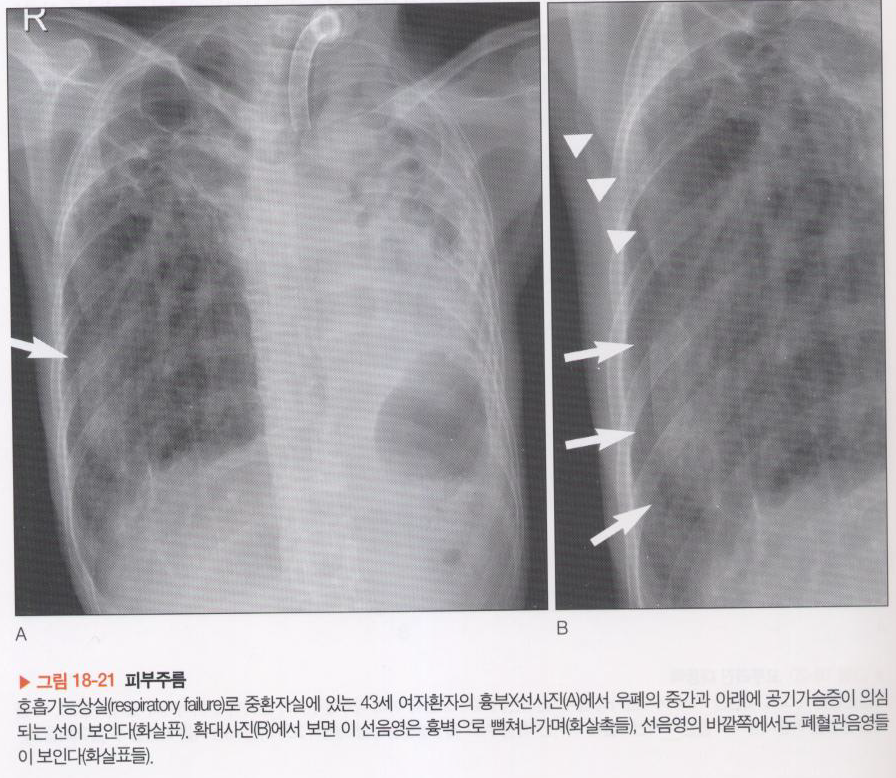 R
A
B
▶ 그림 18-21 피부주름
호흡기능상실(respiratory failure)로 중환자실에 있는 43세 여자환자의 흉부X선사진(A)에서 우폐의 중간과 아래에 공기가슴증이 의심
되는 선이 보인다(화살표). 확대사진(B)에서 보면 이 선음영은 흉벽으로 뻗쳐나가며(화살촉들), 선음영의 바깥쪽에서도 폐혈관음영들
이 보인다(화살표들).